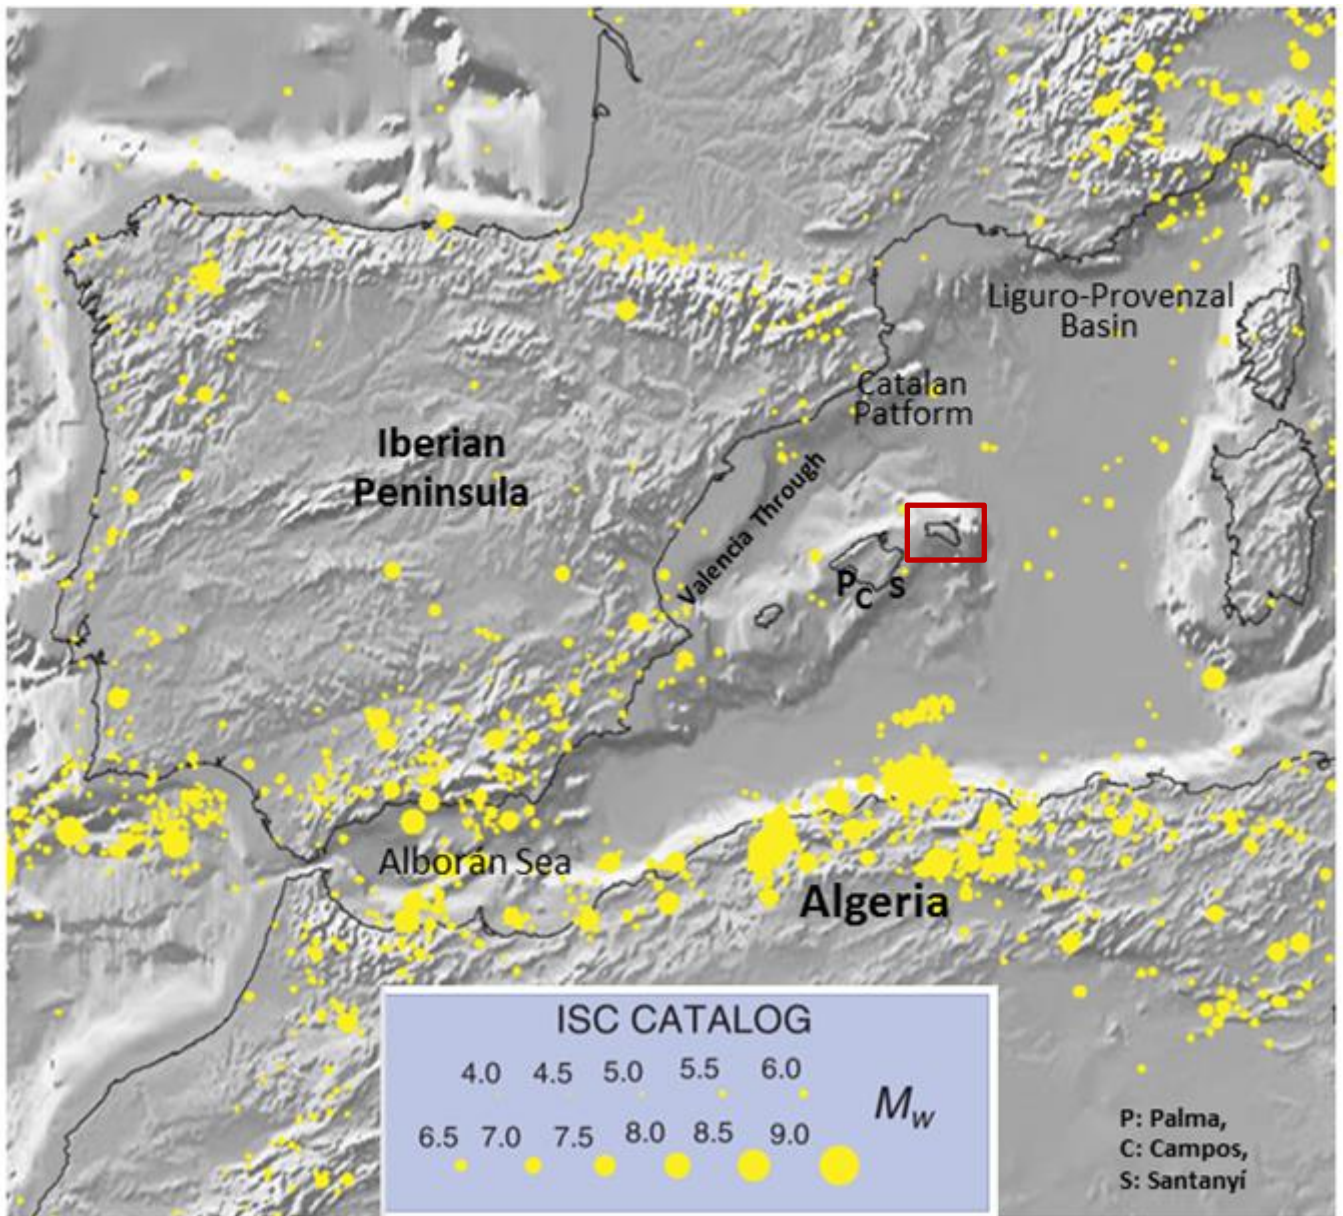 Liguro-Provenzal
Basin
Catalan
Patform
Iberian
Peninsula
Valencia Through
P
C
S
Alborán Sea
Algeria
ISC CATALOG
4.0 4.5 5.0 5.5 6.0
Mw
6.5 7.0 7.5 8.0 8.5 9.0
P: Palma,
C: Campos,
S: Santanyí